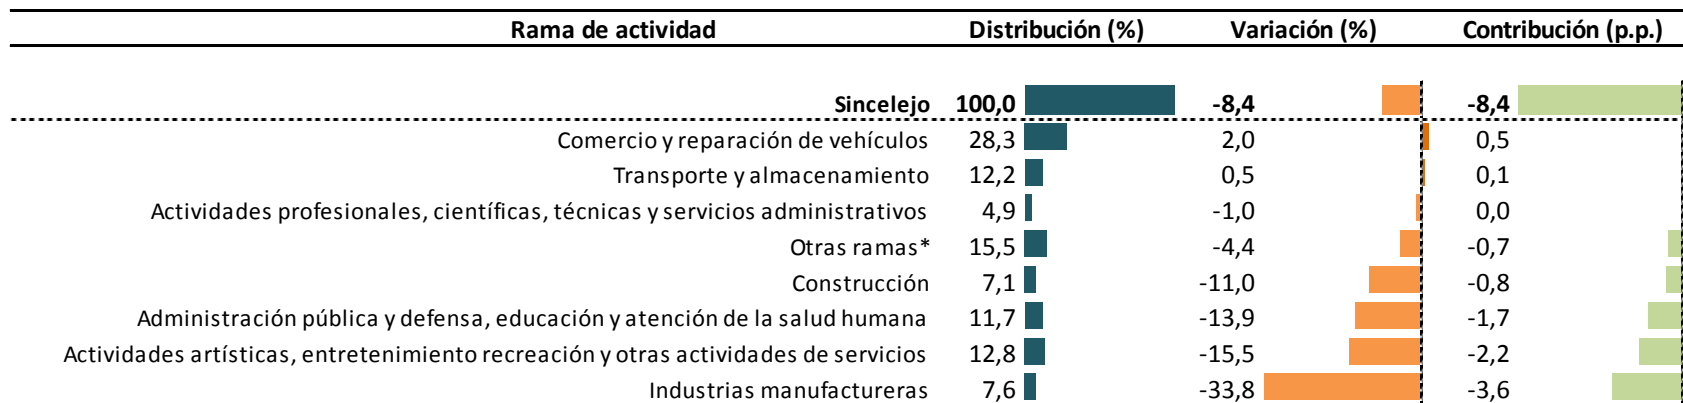 Rama de actividad Distribución (%) Variación (%) Contribución (p.p.)
Sincelejo 100,0 -8,4 -8,4
Comercio y reparación de vehículos 28,3 2,0 0,5
Transporte y almacenamiento 12,2 0,5 0,1
Actividades profesionales, científicas, técnicas y servicios administrativos 4,9 -1,0 0,0
Otras ramas* 15,5 -4,4 -0,7
Construcción 7,1 -11,0 -0,8
Administración pública y defensa, educación y atención de la salud humana 11,7 -13,9 -1,7
Actividades artísticas, entretenimiento recreación y otras actividades de servicios 12,8 -15,5 -2,2
Industrias manufactureras 7,6 -33,8 -3,6